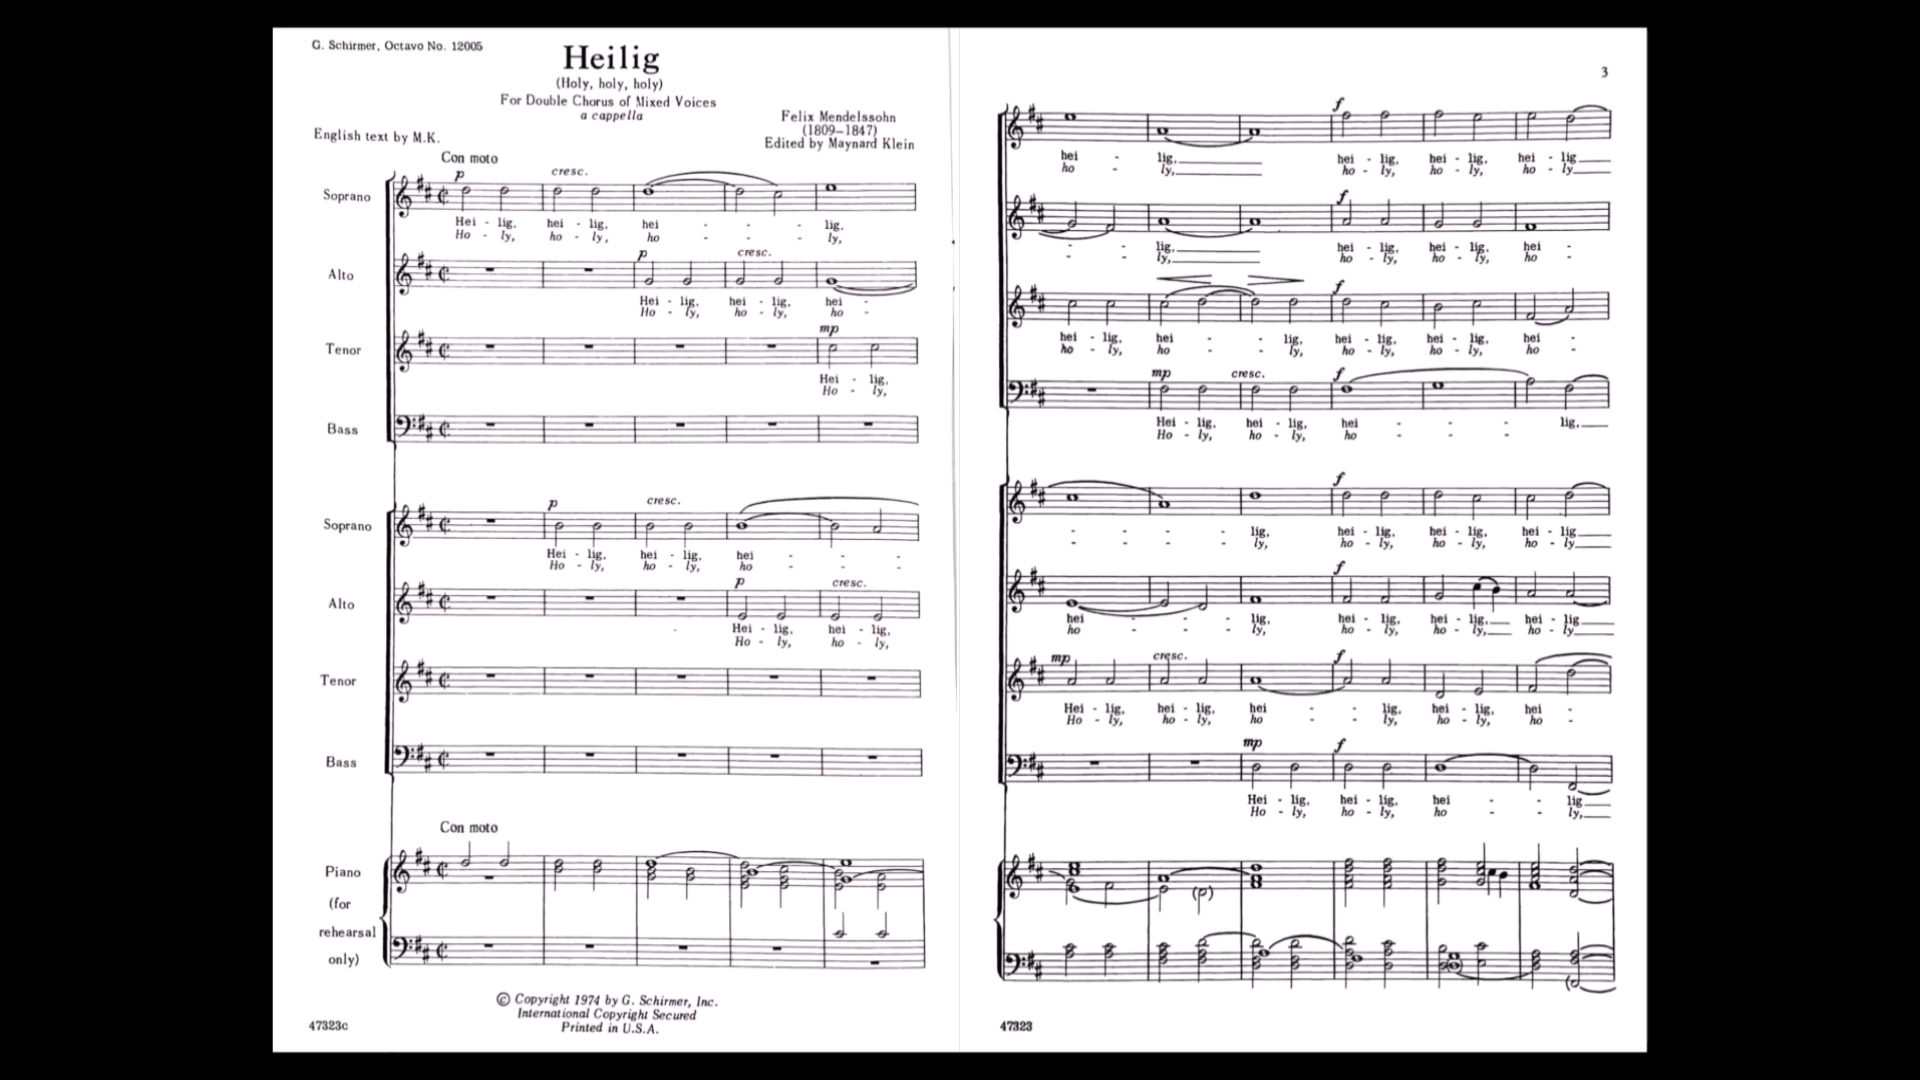 G. Schirmer, Octavo No. 12005
Heilig
(Holy, holy, holy)
For Double Chorus of Mixed Voices
a cappella
Felix Mendelssohn
(1809–1847)
Edited by Maynard Klein
English text by M.K.
Con moto
p cresc.
Soprano
Hei - lig, hei - lig, hei - - - lig.
Ho - ly, ho - ly, ho - - - ly,
p cresc.
Alto
Hei - lig, hei - lig, hei -
Ho - ly, ho - ly, ho -
mp
Tenor
Hei - lig,
Ho - ly,
Bass
p cresc.
Soprano
Hei - lig, hei - lig, hei - - -
Ho - ly, ho - ly, ho - - -
p cresc.
Alto
Hei - lig, hei - lig,
Ho - ly, ho - ly,
Tenor
Bass
Con moto
Piano
(for
rehearsal
only)
© Copyright 1974 by G. Schirmer, Inc.
International Copyright Secured
Printed in U.S.A.
47323c
3
f
hei - lig, hei - lig, hei - lig, hei - lig
ho - ly, ho - ly, ho - ly, ho - ly
f
- - lig, hei - lig, hei - lig, hei -
- - ly, ho - ly, ho - ly, ho -
f
hei - lig, hei - - lig, hei - lig, hei - lig, hei -
ho - ly, ho - - ly, ho - ly, ho - ly, ho -
mp cresc. f
Hei - lig, hei - lig, hei - - - lig,
Ho - ly, ho - ly, ho - - - ly,
f
- - - lig, hei - lig, hei - lig, hei - lig
- - - ly, ho - ly, ho - ly, ho - ly
f
hei - - - lig, hei - lig, hei - lig, hei - lig
ho - - - ly, ho - ly, ho - ly, ho - ly
mp cresc. f
Hei - lig, hei - lig, hei - - lig, hei - lig, hei -
Ho - ly, ho - ly, ho - - ly, ho - ly, ho -
mp f
Hei - lig, hei - lig, hei - - lig
Ho - ly, ho - ly, ho - - ly,
47323